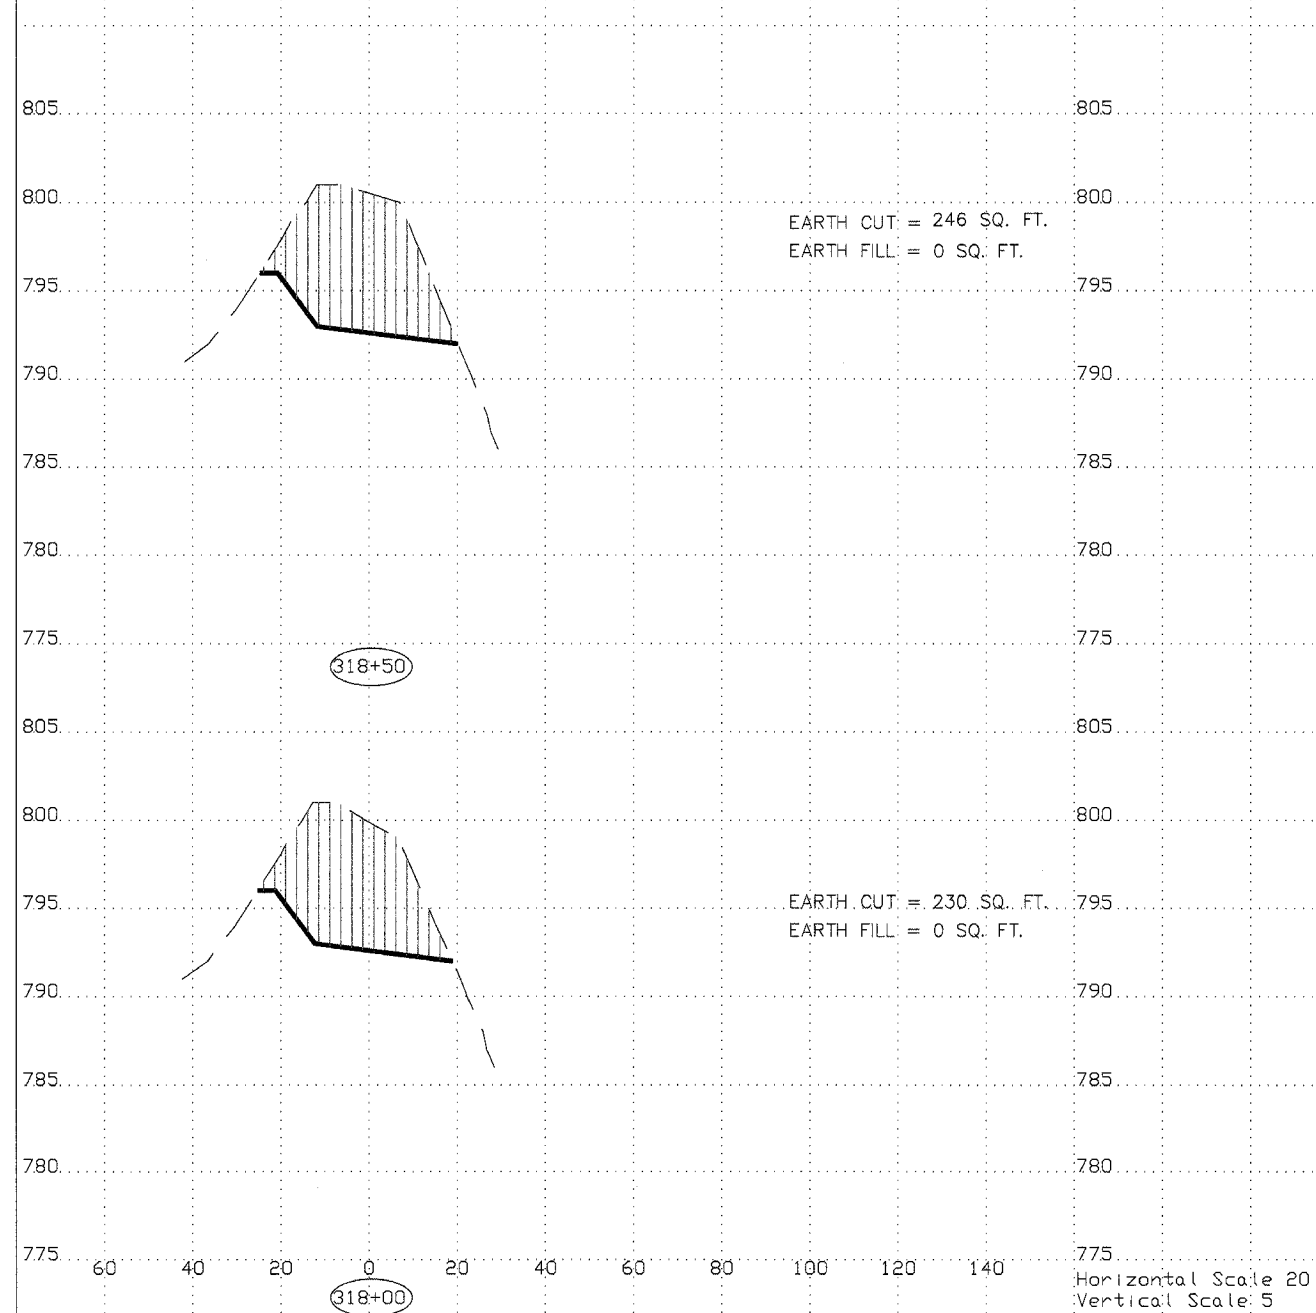 805 805
800 800
EARTH CUT = 246 SQ. FT.
EARTH FILL = 0 SQ. FT.
795 795
790 790
785 785
780 780
775 775
318+50
805 805
800 800
EARTH CUT = 230 SQ. FT.
795 795
EARTH FILL = 0 SQ. FT.
790 790
785 785
780 780
775 775
60 40 20 0 20 40 60 80 100 120 140
Horizontal Scale 20
Vertical Scale 5
318+00